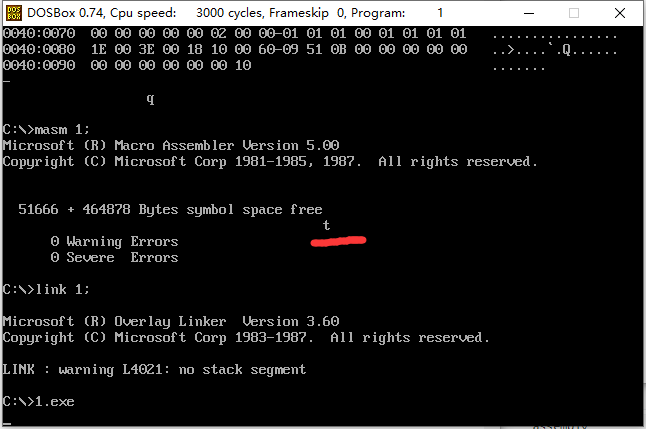 DOSBox 0.74, Cpu speed:    3000 cycles, Frameskip  0, Program:        1
0040:0070  00 00 00 00 00 02 00 00-01 01 01 00 01 01 01 01   ................
0040:0080  1E 00 3E 00 18 10 00 60-09 51 0B 00 00 00 00 00   ..>....`.Q......
0040:0090  00 00 00 00 00 00 10                              .......
q
C:\>masm 1;
Microsoft (R) Macro Assembler Version 5.00
Copyright (C) Microsoft Corp 1981-1985, 1987.  All rights reserved.
51666 + 464878 Bytes symbol space free
t
0 Warning Errors
0 Severe  Errors
C:\>link 1;
Microsoft (R) Overlay Linker  Version 3.60
Copyright (C) Microsoft Corp 1983-1987.  All rights reserved.
LINK : warning L4021: no stack segment
C:\>1.exe